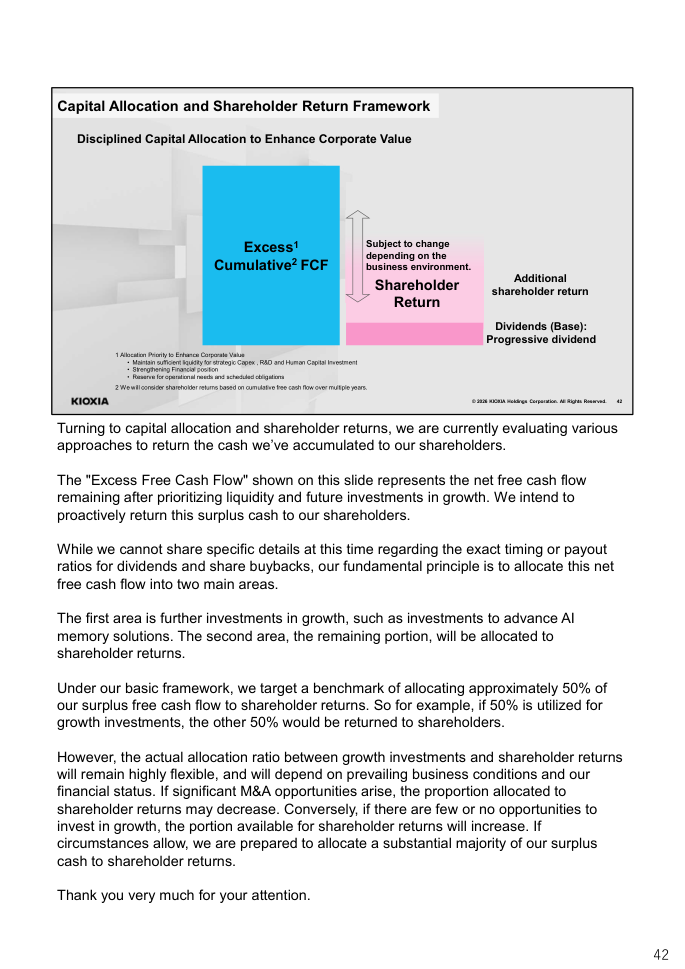 Capital Allocation and Shareholder Return Framework
Disciplined Capital Allocation to Enhance Corporate Value
Excess1
Cumulative2 FCF
Subject to change
depending on the
business environment.
Shareholder
Return
Additional
shareholder return
Dividends (Base):
Progressive dividend
1 Allocation Priority to Enhance Corporate Value
• Maintain sufficient liquidity for strategic Capex , R&D and Human Capital Investment
• Strengthening Financial position
• Reserve for operational needs and scheduled obligations
2 We will consider shareholder returns based on cumulative free cash flow over multiple years.
KIOXIA
© 2026 KIOXIA Holdings Corporation. All Rights Reserved. 42
Turning to capital allocation and shareholder returns, we are currently evaluating various
approaches to return the cash we’ve accumulated to our shareholders.
The "Excess Free Cash Flow" shown on this slide represents the net free cash flow
remaining after prioritizing liquidity and future investments in growth. We intend to
proactively return this surplus cash to our shareholders.
While we cannot share specific details at this time regarding the exact timing or payout
ratios for dividends and share buybacks, our fundamental principle is to allocate this net
free cash flow into two main areas.
The first area is further investments in growth, such as investments to advance AI
memory solutions. The second area, the remaining portion, will be allocated to
shareholder returns.
Under our basic framework, we target a benchmark of allocating approximately 50% of
our surplus free cash flow to shareholder returns. So for example, if 50% is utilized for
growth investments, the other 50% would be returned to shareholders.
However, the actual allocation ratio between growth investments and shareholder returns
will remain highly flexible, and will depend on prevailing business conditions and our
financial status. If significant M&A opportunities arise, the proportion allocated to
shareholder returns may decrease. Conversely, if there are few or no opportunities to
invest in growth, the portion available for shareholder returns will increase. If
circumstances allow, we are prepared to allocate a substantial majority of our surplus
cash to shareholder returns.
Thank you very much for your attention.
42